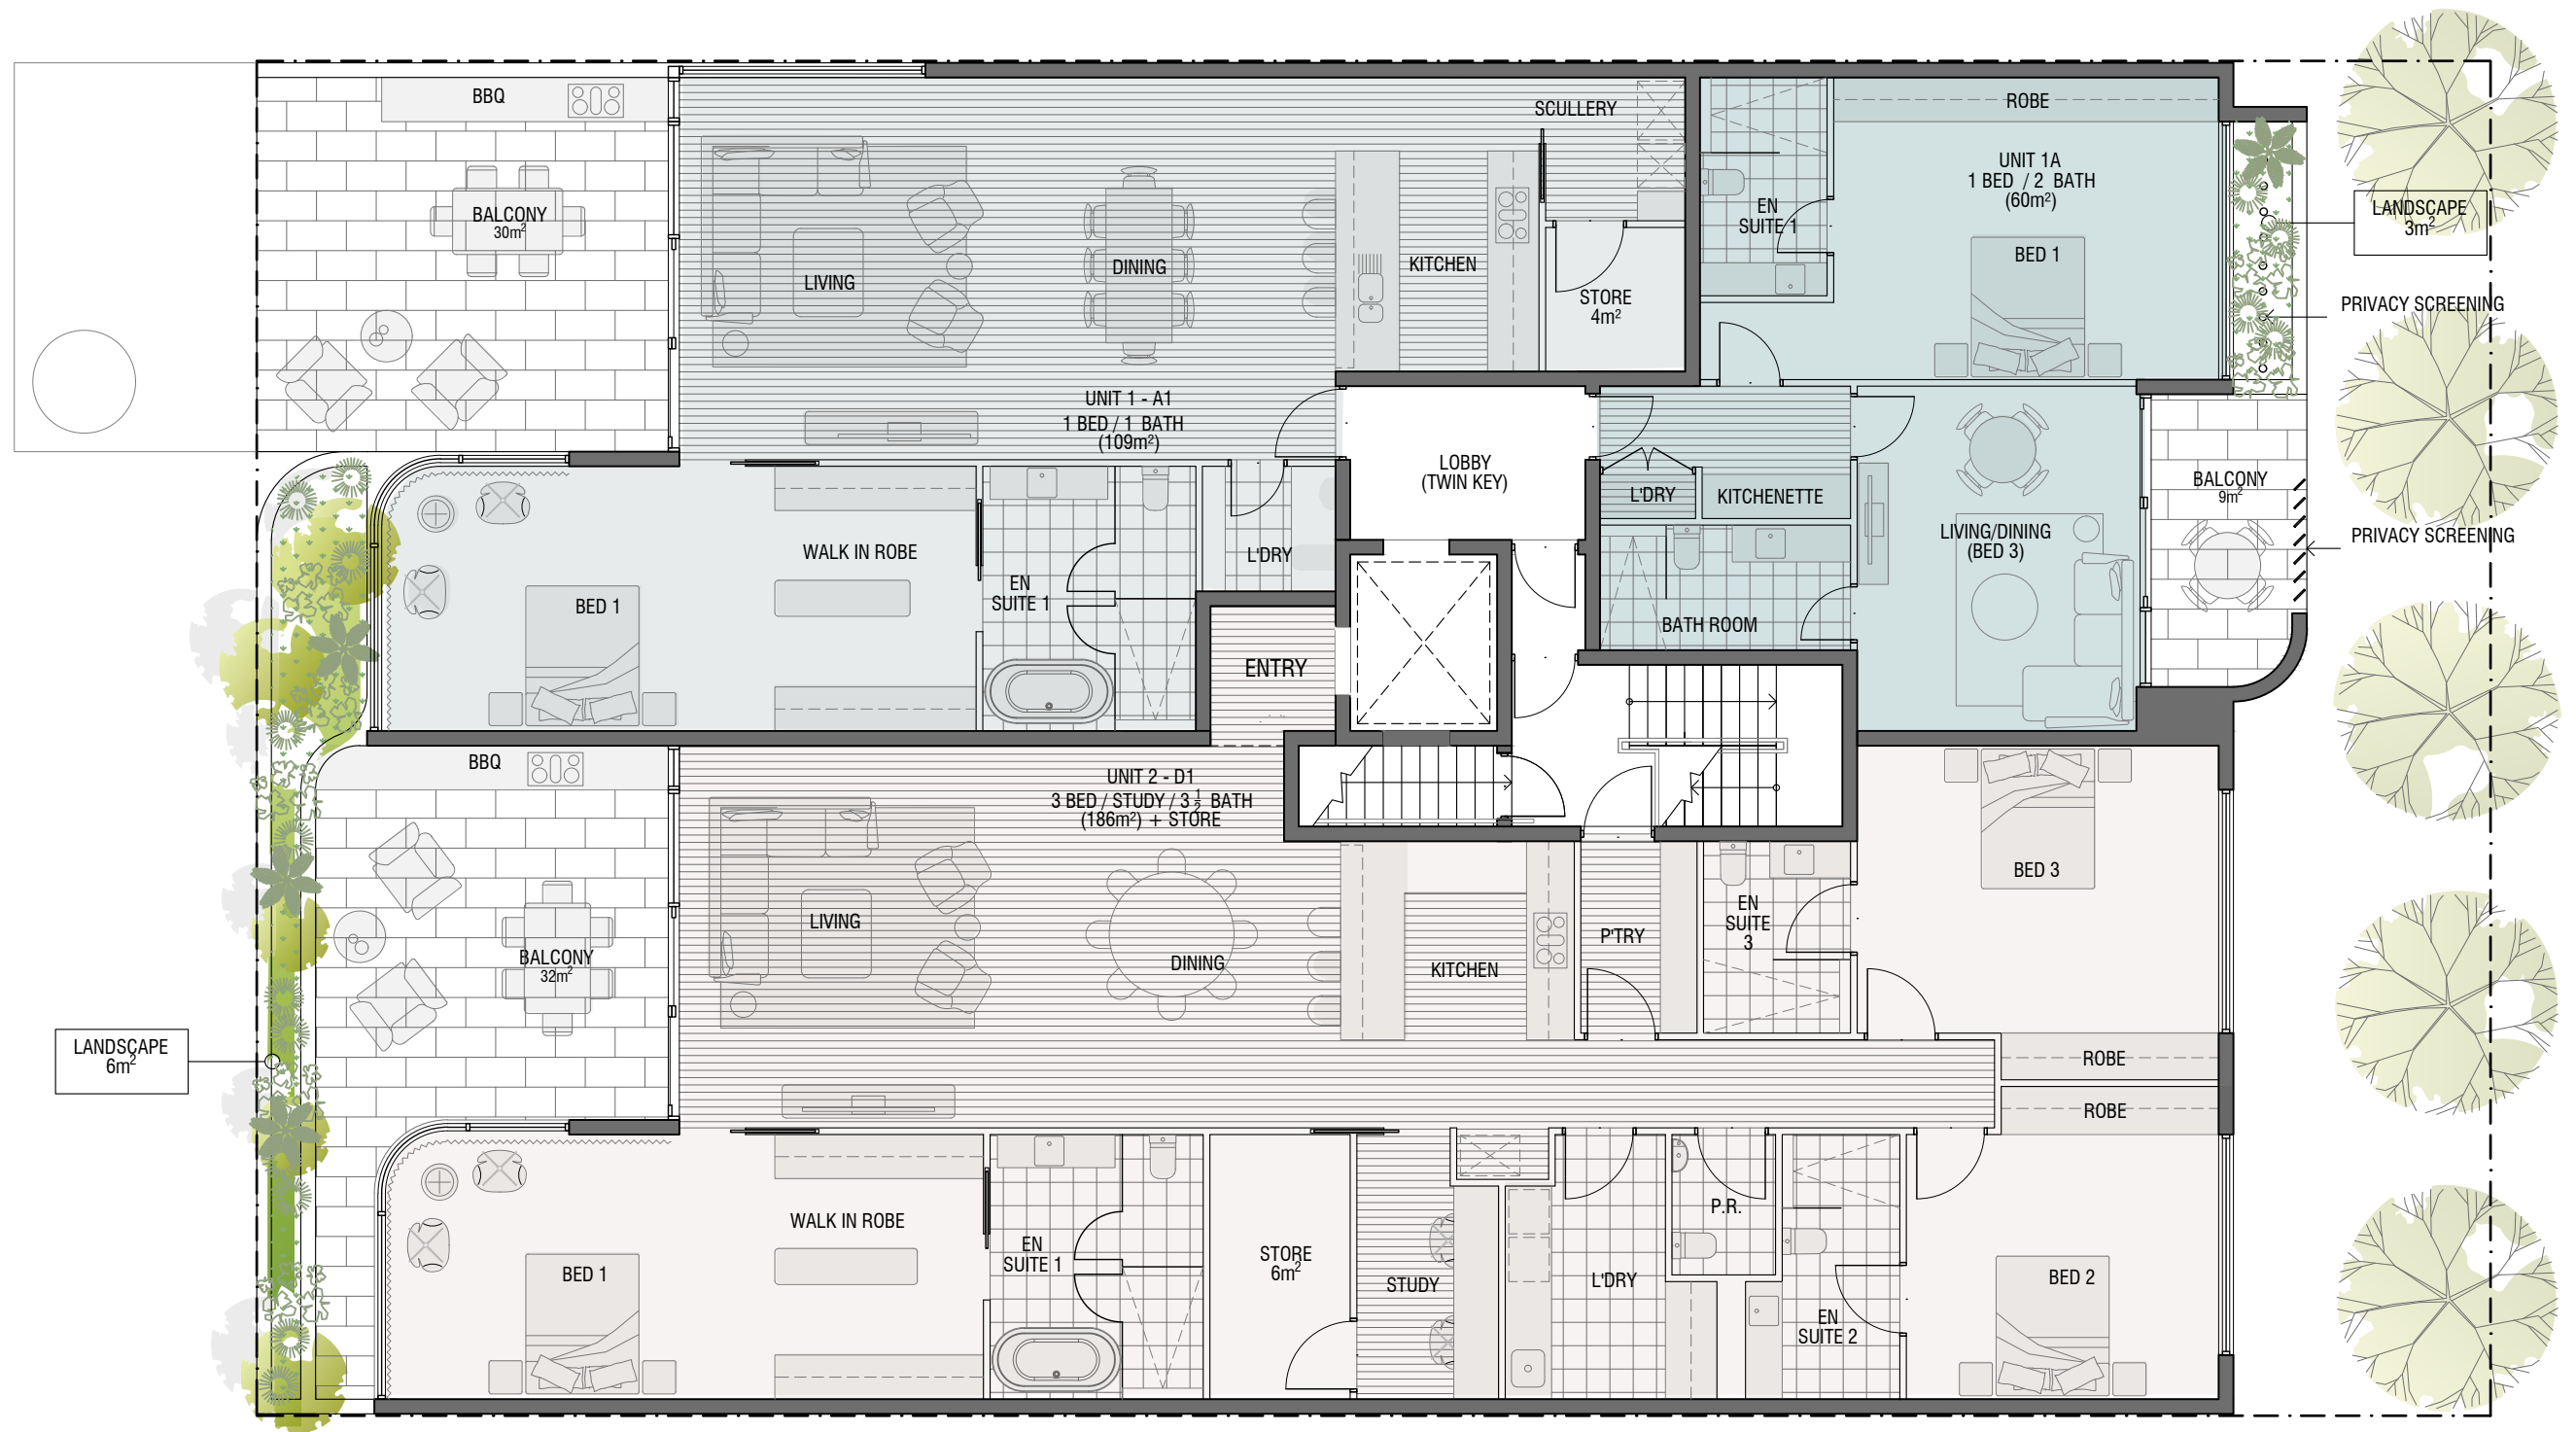 BBQ
BALCONY
30m²
LIVING
DINING
KITCHEN
SCULLERY
STORE
4m²
UNIT 1 - A1
1 BED / 1 BATH
(109m²)
EN
SUITE 1
ROBE
UNIT 1A
1 BED / 2 BATH
(60m²)
BED 1
LANDSCAPE
3m²
PRIVACY SCREENING
BED 1
WALK IN ROBE
EN
SUITE 1
L'DRY
LOBBY
(TWIN KEY)
L'DRY
KITCHENETTE
BATH ROOM
LIVING/DINING
(BED 3)
BALCONY
9m²
PRIVACY SCREENING
ENTRY
BBQ
UNIT 2 - D1
3 BED / STUDY / 3 ½ BATH
(186m²) + STORE
BALCONY
32m²
LIVING
DINING
KITCHEN
P'TRY
EN
SUITE
3
BED 3
LANDSCAPE
6m²
ROBE
ROBE
BED 1
WALK IN ROBE
EN
SUITE 1
STORE
6m²
STUDY
L'DRY
P.R.
EN
SUITE 2
BED 2